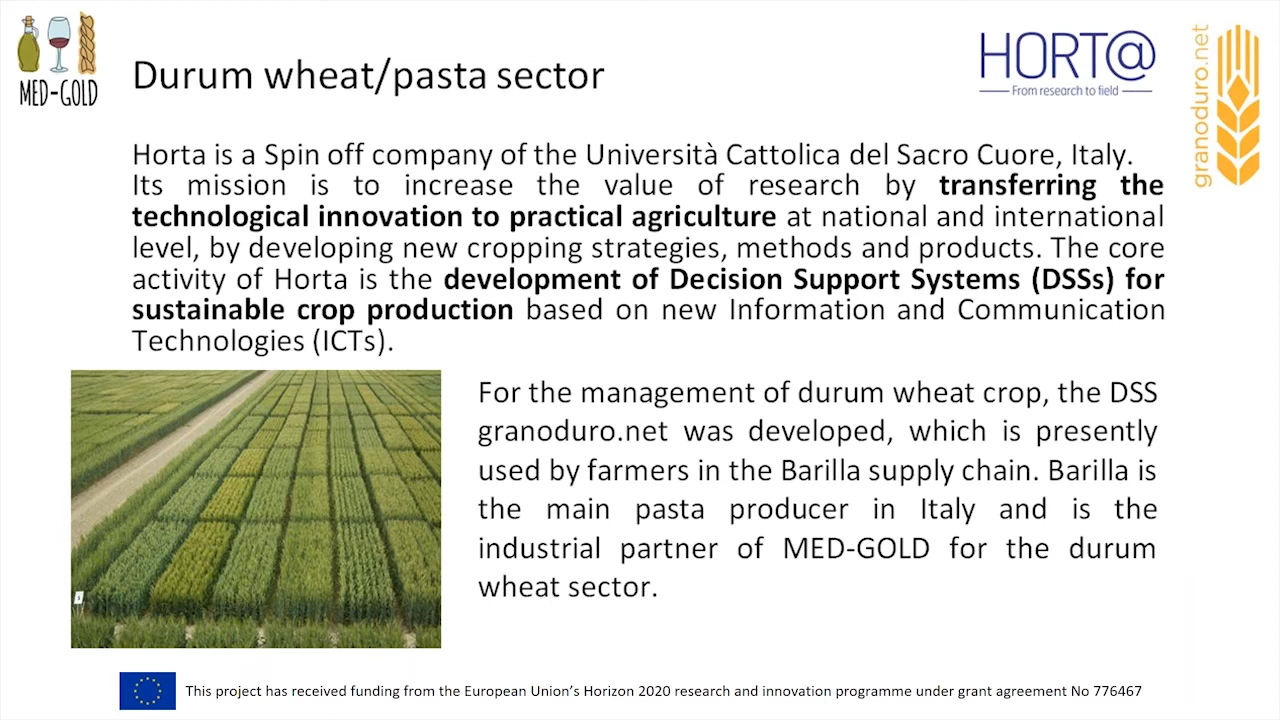 MED-GOLD
Durum wheat/pasta sector
HORT@
From research to field
granoduro.net
Horta is a Spin off company of the Università Cattolica del Sacro Cuore, Italy.
Its mission is to increase the value of research by transferring the
technological innovation to practical agriculture at national and international
level, by developing new cropping strategies, methods and products. The core
activity of Horta is the development of Decision Support Systems (DSSs) for
sustainable crop production based on new Information and Communication
Technologies (ICTs).
For the management of durum wheat crop, the DSS
granoduro.net was developed, which is presently
used by farmers in the Barilla supply chain. Barilla is
the main pasta producer in Italy and is the
industrial partner of MED-GOLD for the durum
wheat sector.
This project has received funding from the European Union’s Horizon 2020 research and innovation programme under grant agreement No 776467